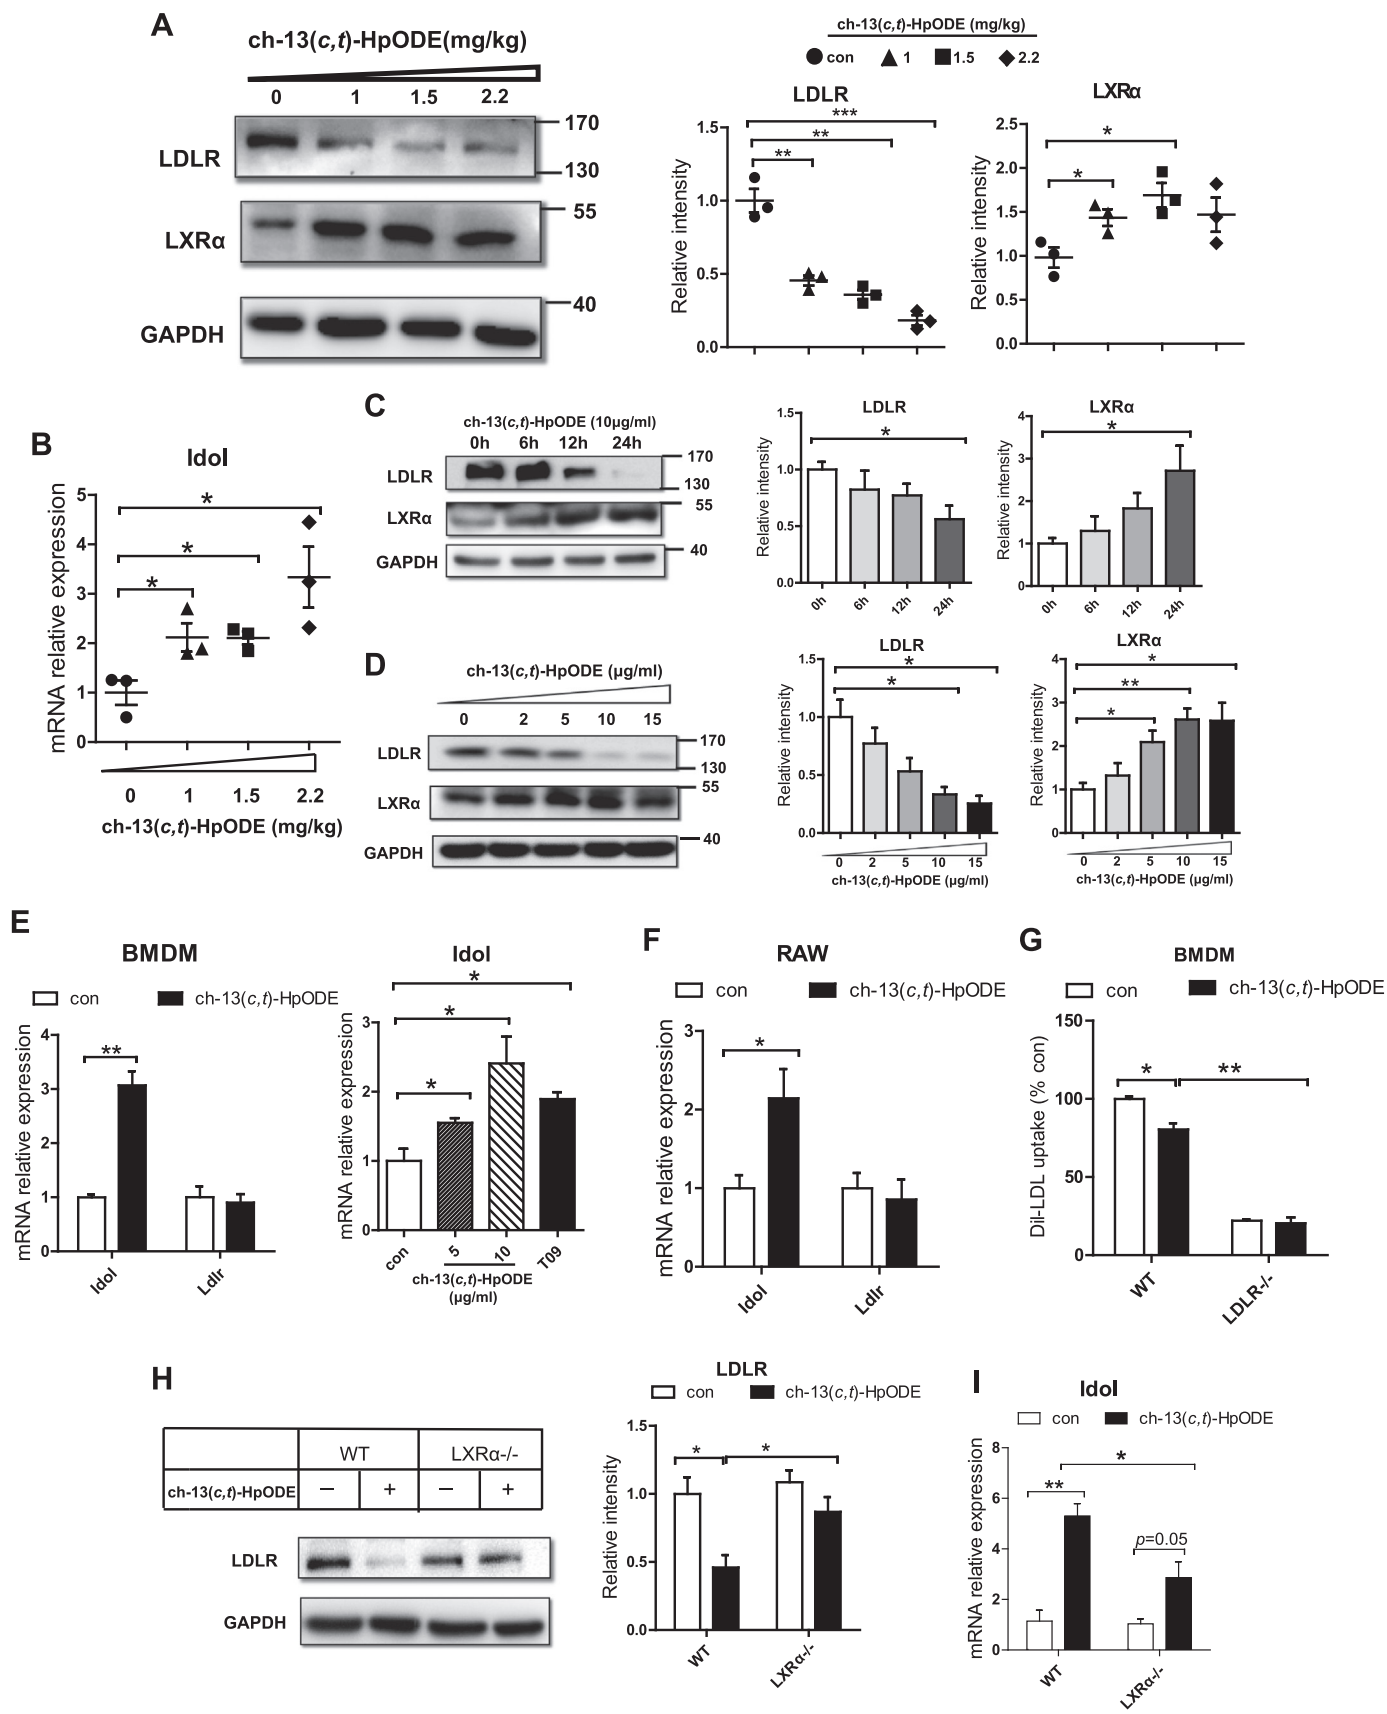 A
ch-13(c,t)-HpODE(mg/kg)
0 1 1.5 2.2
LDLR
170
130
LXRα
55
GAPDH
40
ch-13(c,t)-HpODE (mg/kg)
con 1 1.5 2.2
LDLR
***
**
**
Relative intensity
1.5
1.0
0.5
0.0
LXRα
*
*
Relative intensity
2.5
2.0
1.5
1.0
0.5
0.0
B
Idol
*
*
*
mRNA relative expression
5
4
3
2
1
0
0 1 1.5 2.2
ch-13(c,t)-HpODE (mg/kg)
C
ch-13(c,t)-HpODE (10μg/ml)
0h 6h 12h 24h
LDLR
170
130
LXRα
55
GAPDH
40
LDLR
*
Relative intensity
1.5
1.0
0.5
0.0
0h 6h 12h 24h
LXRα
*
Relative intensity
4
3
2
1
0
0h 6h 12h 24h
D
ch-13(c,t)-HpODE (μg/ml)
0 2 5 10 15
LDLR
170
130
LXRα
55
GAPDH
40
LDLR
*
*
Relative intensity
1.5
1.0
0.5
0.0
0 2 5 10 15
ch-13(c,t)-HpODE (μg/ml)
LXRα
*
**
*
Relative intensity
4
3
2
1
0
0 2 5 10 15
ch-13(c,t)-HpODE (μg/ml)
E
BMDM
con ch-13(c,t)-HpODE
**
mRNA relative expression
4
3
2
1
0
Idol Ldlr
Idol
*
*
*
mRNA relative expression
3
2
1
0
con 5 10 T09
ch-13(c,t)-HpODE
(μg/ml)
F
RAW
con ch-13(c,t)-HpODE
*
mRNA relative expression
3
2
1
0
Idol Ldlr
G
BMDM
con ch-13(c,t)-HpODE
* **
Dil-LDL uptake (% con)
150
100
50
0
WT LDLR-/-
H
WT LXRα-/-
ch-13(c,t)-HpODE − + − +
LDLR
GAPDH
LDLR
con ch-13(c,t)-HpODE
* *
Relative intensity
1.5
1.0
0.5
0.0
WT LXRα-/-
I
Idol
con ch-13(c,t)-HpODE
*
**
p=0.05
mRNA relative expression
8
6
4
2
0
WT LXRα-/-